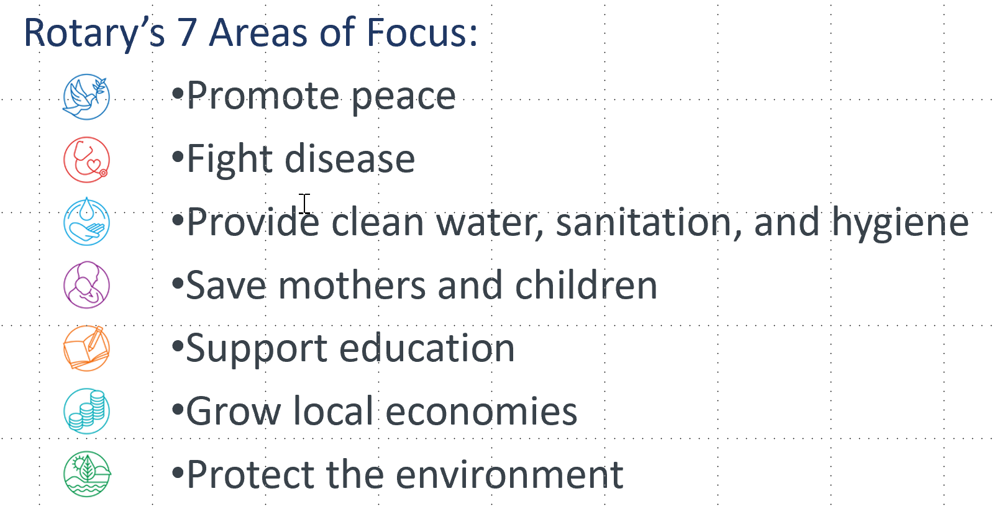 Rotary’s 7 Areas of Focus:
•Promote peace
•Fight disease
•Provide clean water, sanitation, and hygiene
•Save mothers and children
•Support education
•Grow local economies
•Protect the environment